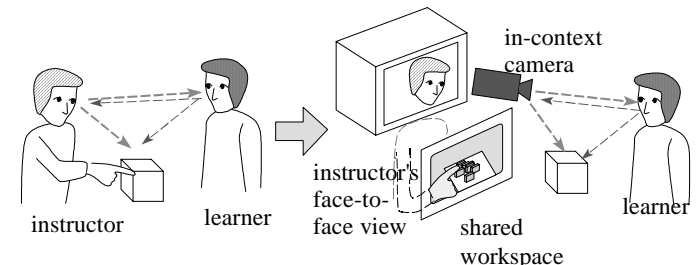 instructor
learner
in-context
camera
instructor's
face-to-
face view
shared
workspace
learner